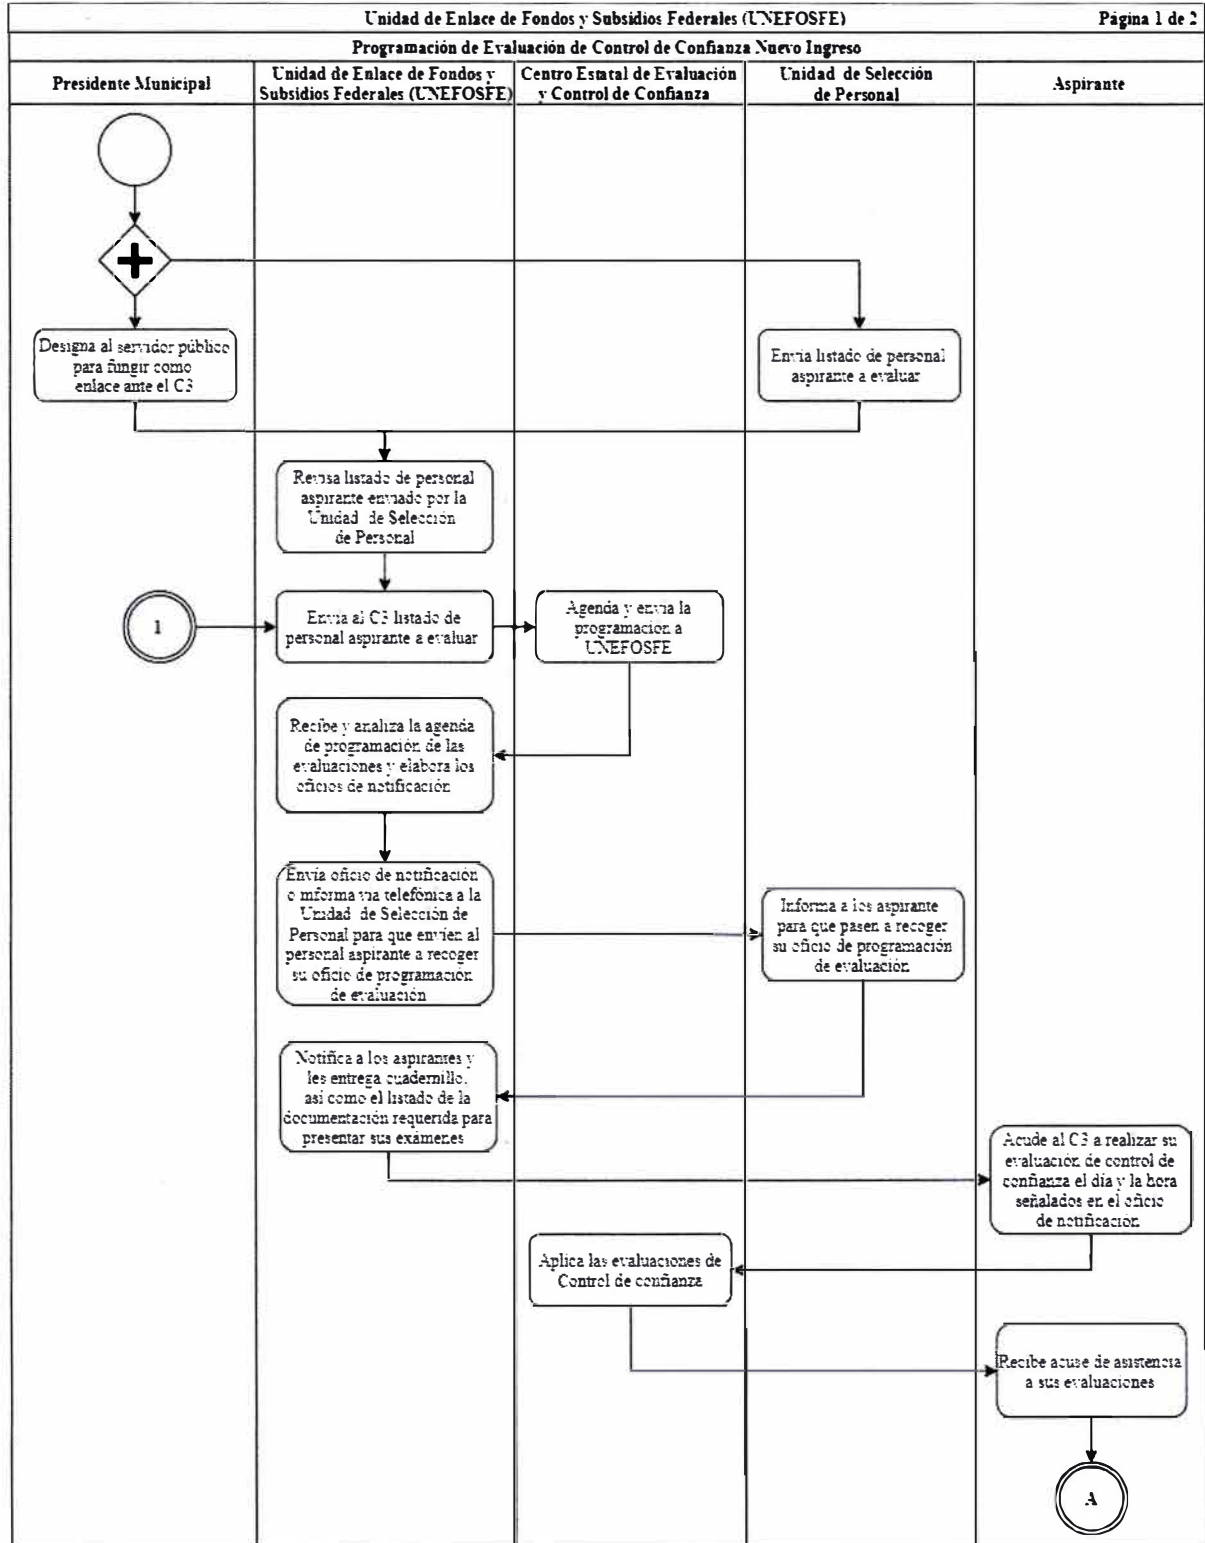 Unidad de Enlace de Fondos y Subsidios Federales (UNEFOSFE)
Página 1 de 2
Programación de Evaluación de Control de Confianza Nuevo Ingreso
Presidente Municipal
Unidad de Enlace de Fondos y
Subsidios Federales (UNEFOSFE)
Centro Estatal de Evaluación
y Control de Confianza
Unidad de Selección
de Personal
Aspirante
Designa al servidor público
para fungir como
enlace ante el C3
Envía listado de personal
aspirante a evaluar
Revisa listado de personal
aspirante enviado por la
Unidad de Selección
de Personal
1
Envía al C3 listado de
personal aspirante a evaluar
Agenda y envía la
programación a
UNEFOSFE
Recibe y analiza la agenda
de programación de las
evaluaciones y elabora los
oficios de notificación
Envía oficio de notificación
o informa vía telefónica a la
Unidad de Selección de
Personal para que envíen al
personal aspirante a recoger
su oficio de programación
de evaluación
Informa a los aspirante
para que pasen a recoger
su oficio de programación
de evaluación
Notifica a los aspirantes y
les entrega cuadernillo,
así como el listado de la
documentación requerida para
presentar sus exámenes
Acude al C3 a realizar su
evaluación de control de
confianza el día y la hora
señalados en el oficio
de notificación
Aplica las evaluaciones de
Control de confianza
Recibe acuse de asistencia
a sus evaluaciones
A